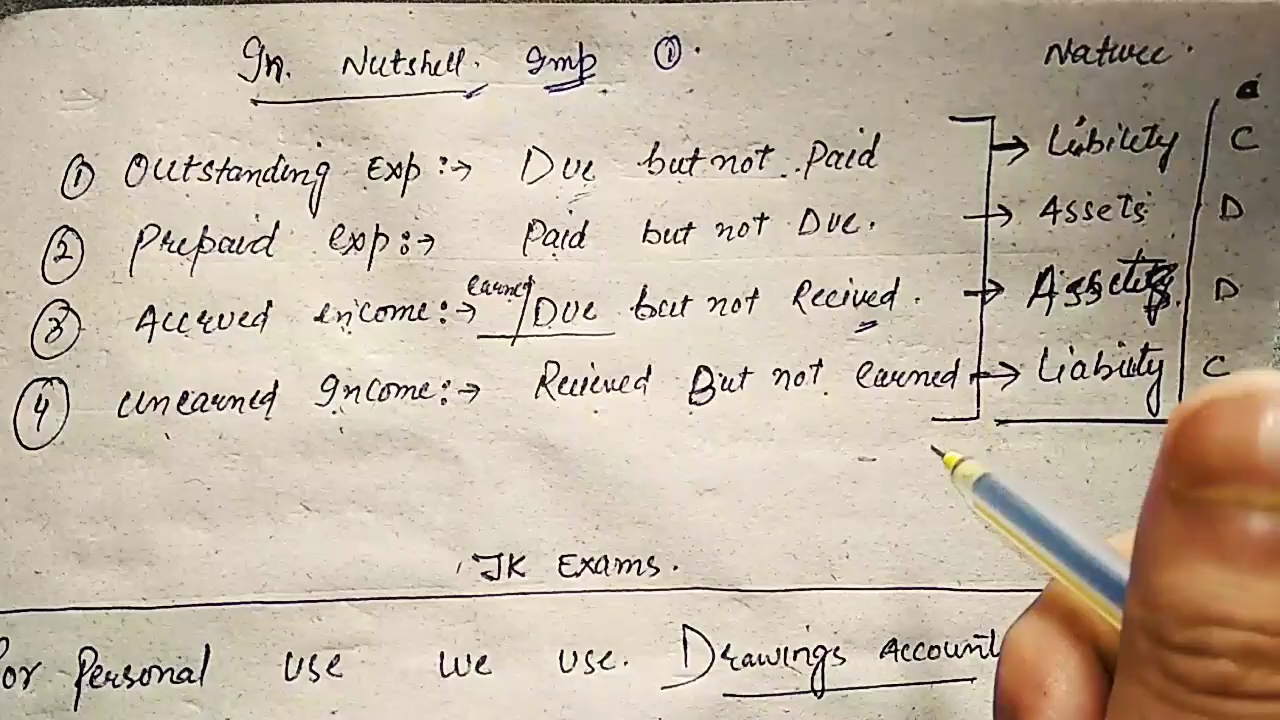 In Nutshell. Imp ①. Nature.
① Outstanding Exp:→ Due but not Paid → Liability C
② Prepaid exp:→ Paid but not Due. → Assets D
③ Accrued income:→ earned/Due but not Recived. → Assets D
④ unearned Income:→ Recieved But not earned → Liability C
JK Exams.
or Personal use we use. Drawings Account